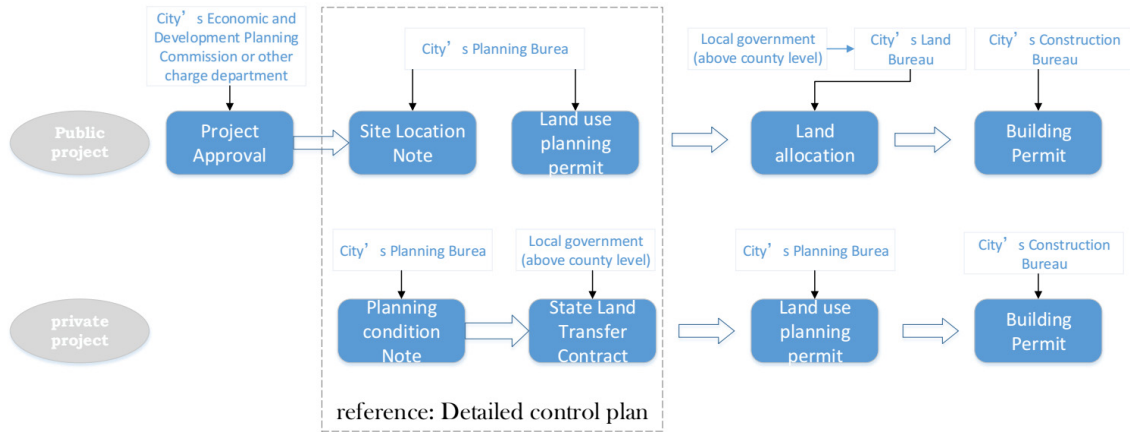 City’s Economic and
Development Planning
Commission or other
charge department
City’s Planning Burea
Local government
(above county level)
City’s Land
Bureau
City’s Construction
Bureau
Public
project
Project
Approval
Site Location
Note
Land use
planning
permit
Land
allocation
Building
Permit
City’s Planning Burea
Local government
(above county level)
City’s Planning Burea
City’s Construction
Bureau
private
project
Planning
condition
Note
State Land
Transfer
Contract
Land use
planning
permit
Building
Permit
reference: Detailed control plan